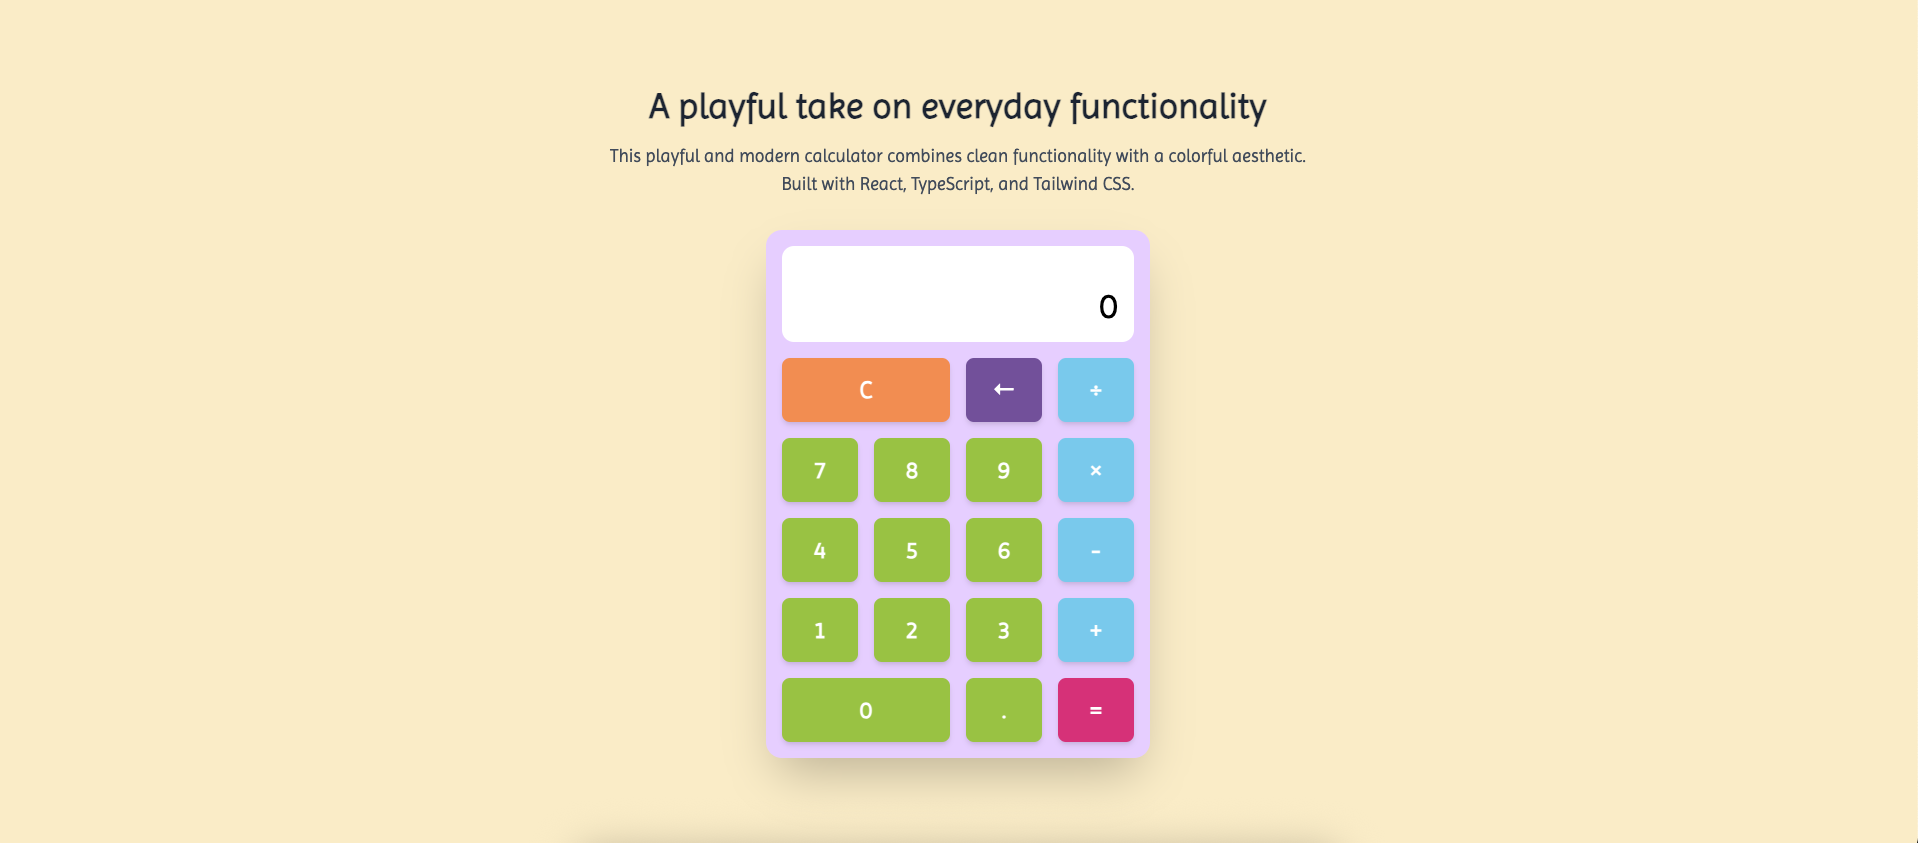 A playful take on everyday functionality
This playful and modern calculator combines clean functionality with a colorful aesthetic.
Built with React, TypeScript, and Tailwind CSS.
0
C ← ÷
7 8 9 ×
4 5 6 -
1 2 3 +
0 . =